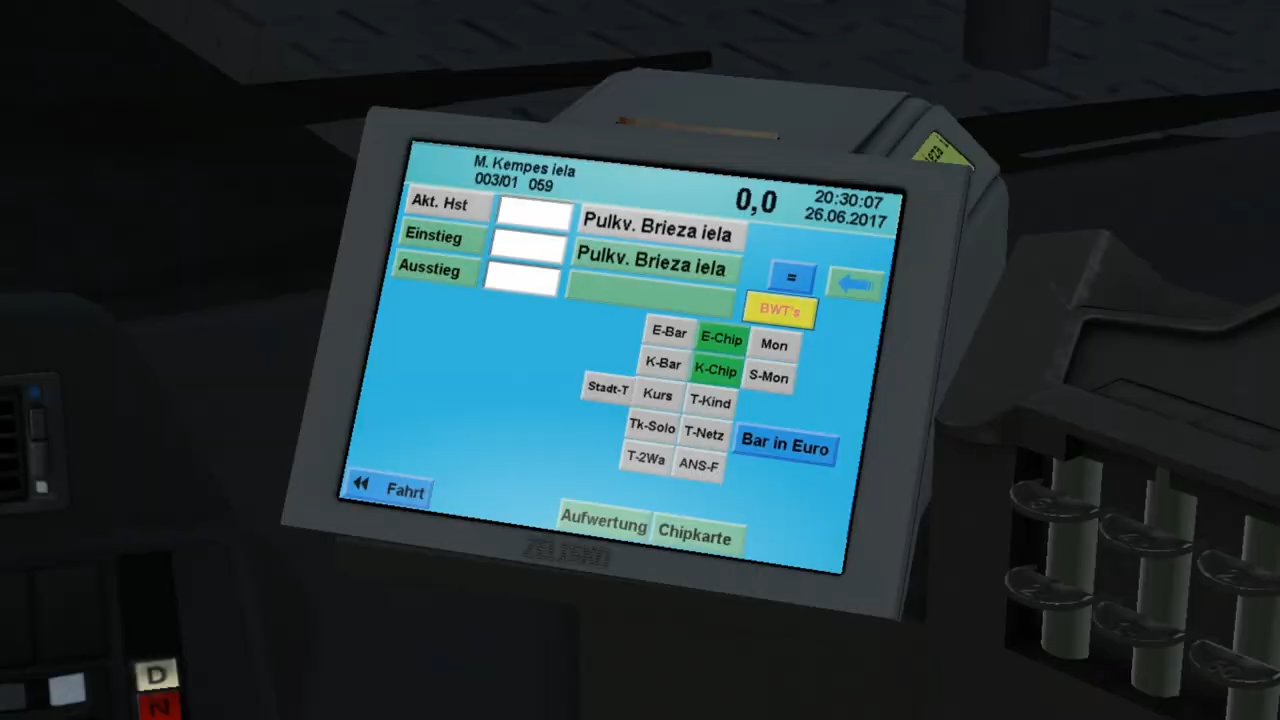 M. Kempes iela
003/01 059
0,0
20:30:07
26.06.2017
Akt. Hst
Pulkv. Brieza iela
Einstieg
Pulkv. Brieza iela
Ausstieg
=
BWT's
E-Bar E-Chip Mon
K-Bar K-Chip S-Mon
Stadt-T Kurs T-Kind
Tk-Solo T-Netz
Bar in Euro
T-2Wa ANS-F
Fahrt
Aufwertung Chipkarte
D
N